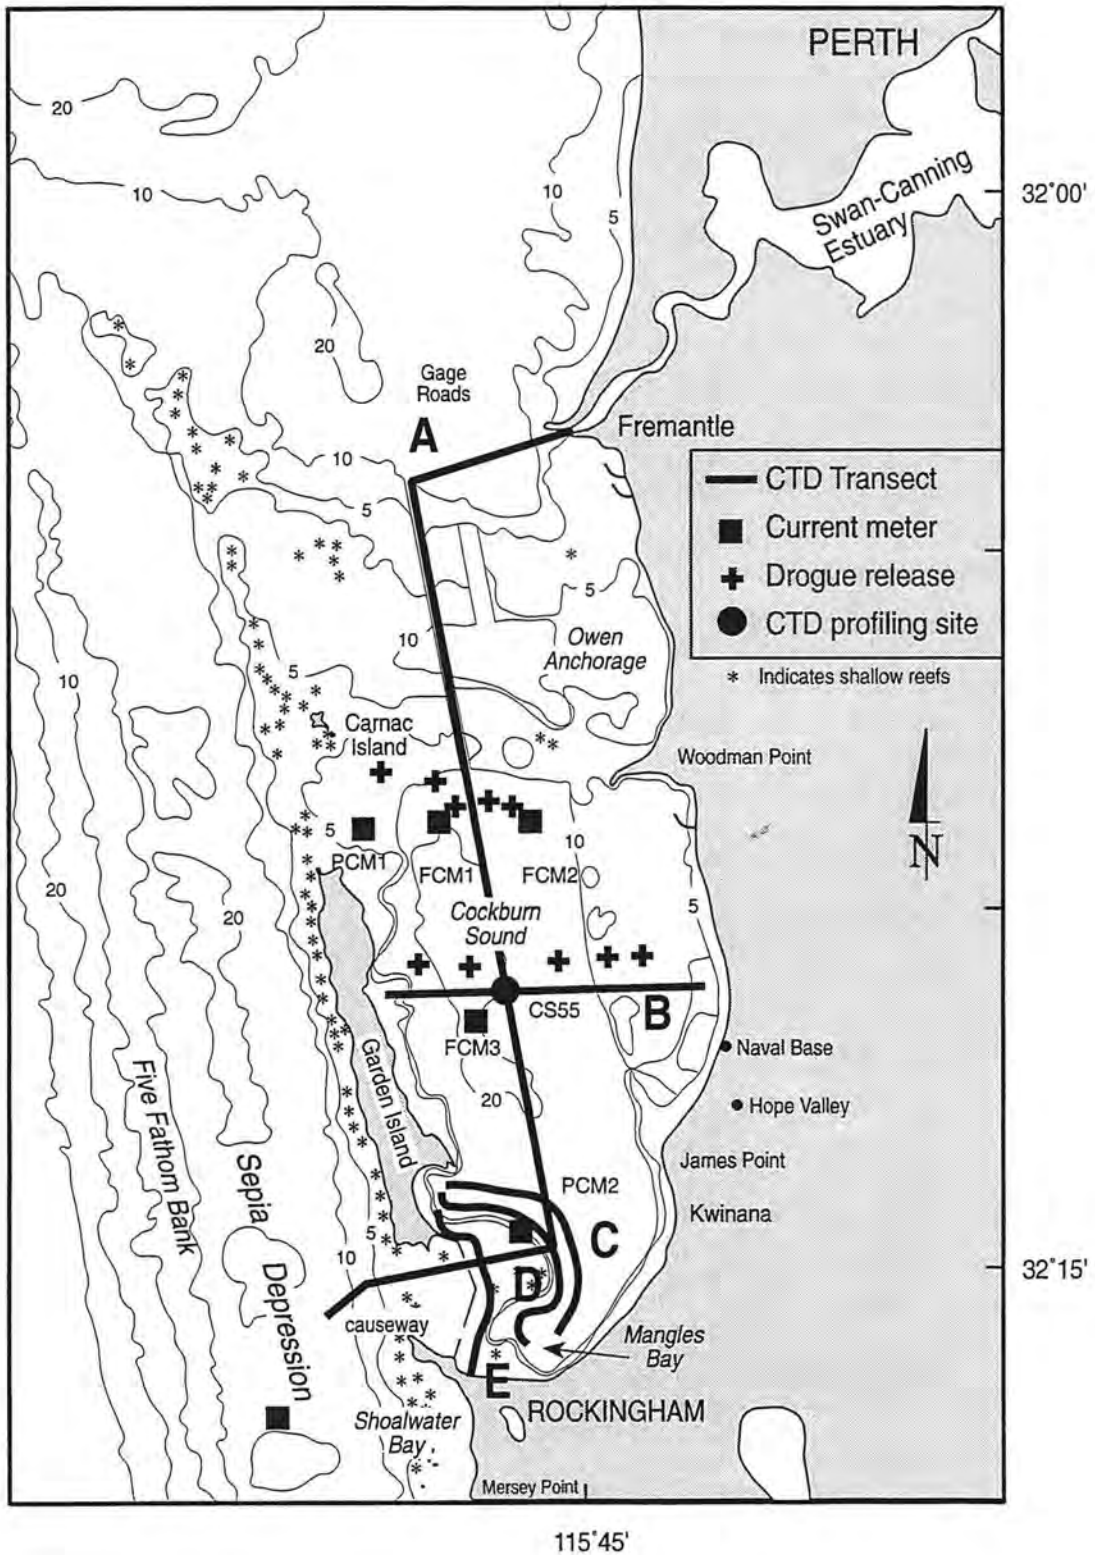 PERTH
20
10
10
5
32°00'
Swan-Canning
Estuary
20
Gage
Roads
A
Fremantle
10
5
CTD Transect
Current meter
Drogue release
CTD profiling site
* Indicates shallow reefs
5
10
Owen
Anchorage
10
5
Carnac
Island
Woodman Point
5
10
PCM1
FCM1
FCM2
N
20
20
5
Cockburn
Sound
CS55
B
FCM3
Naval Base
Garden Island
20
Hope Valley
Five Fathom Bank
Sepia
Depression
James Point
PCM2
Kwinana
5
10
C
32°15'
D
causeway
Mangles
Bay
E
ROCKINGHAM
Shoalwater
Bay
Mersey Point
115°45'